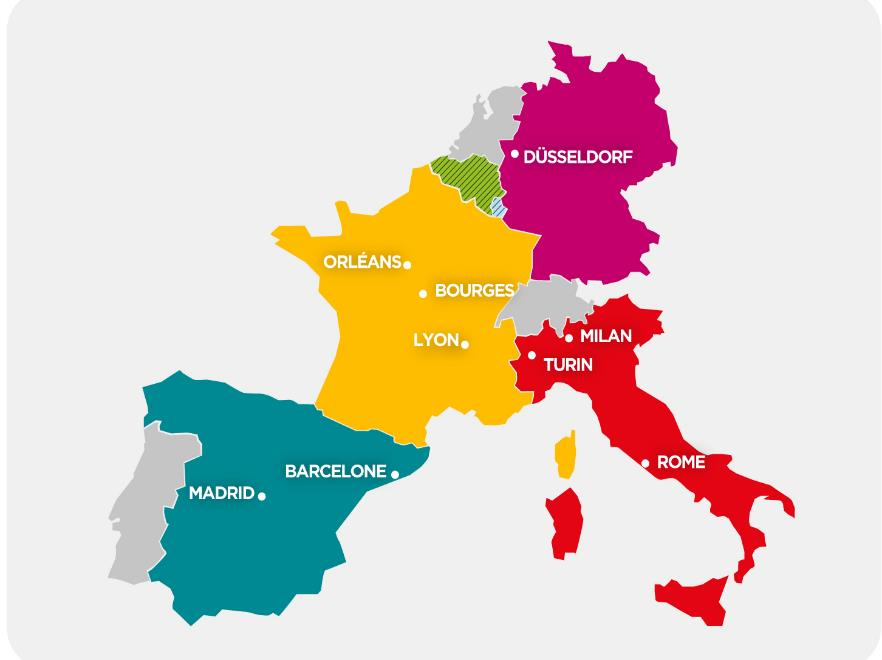 DÜSSELDORF
ORLÉANS
BOURGES
LYON
MILAN
TURIN
ROME
BARCELONE
MADRID